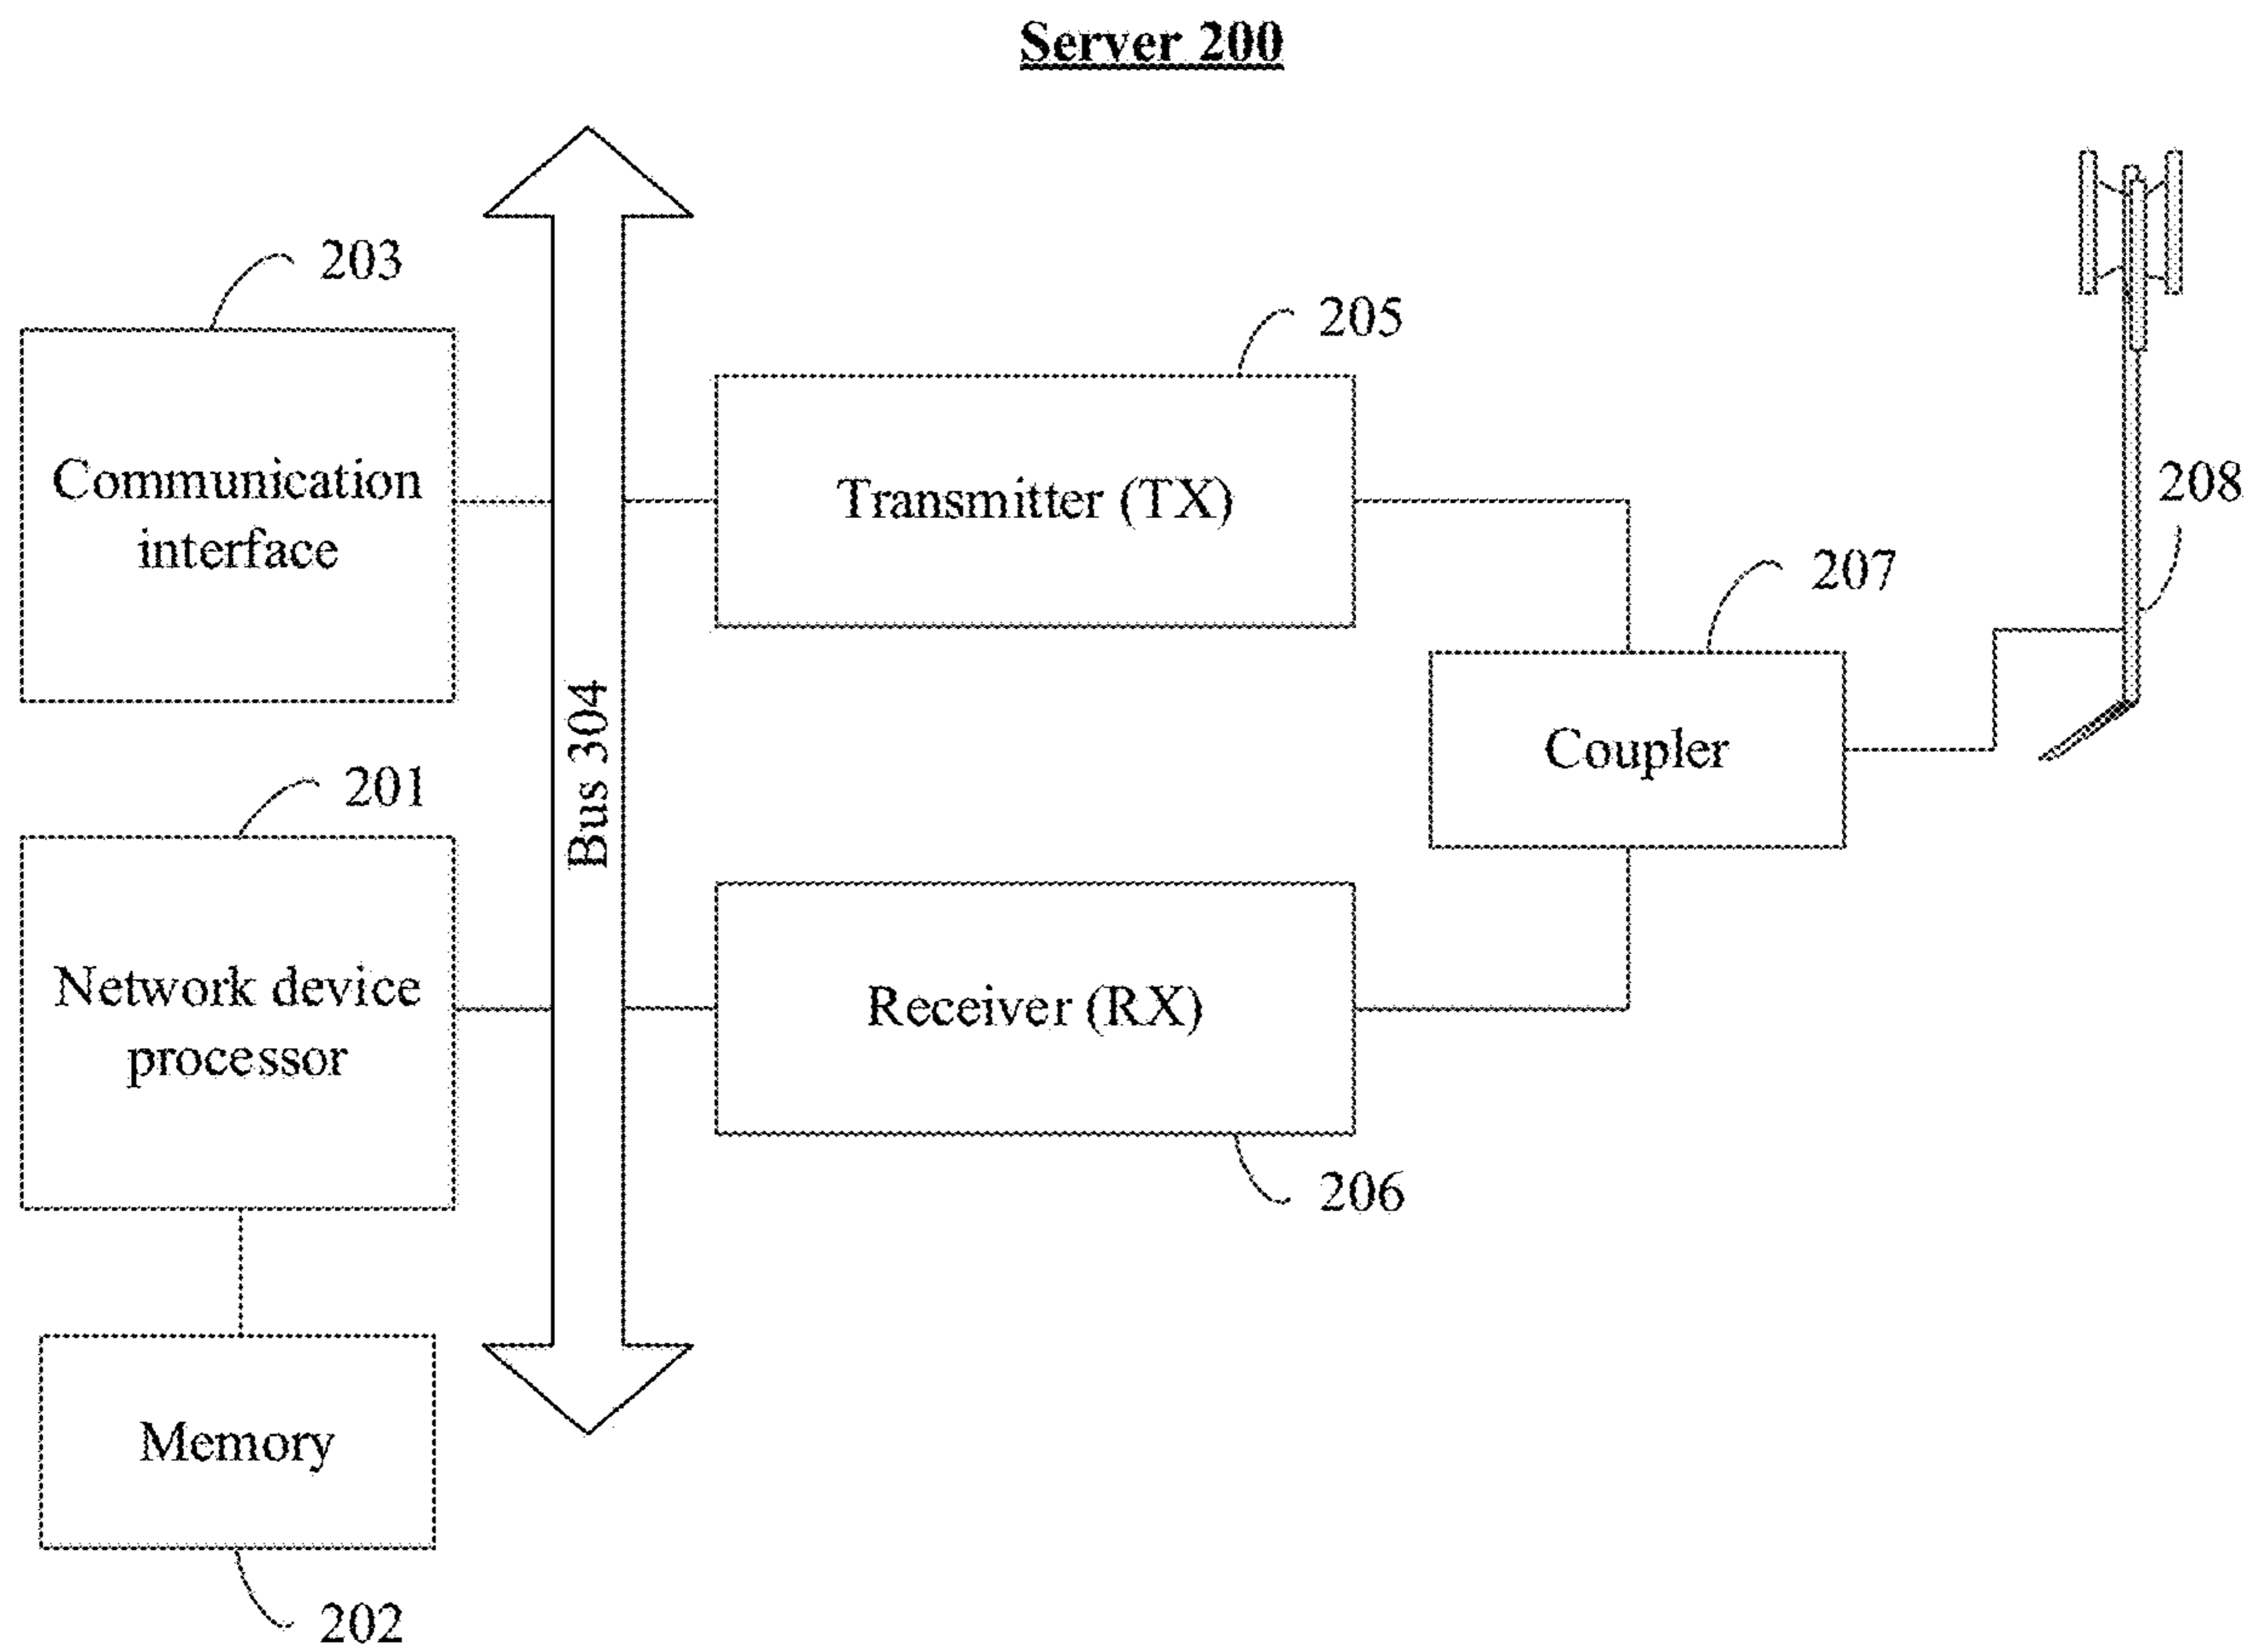 Server 200
203
Communication
interface
205
Transmitter (TX)
208
207
Coupler
Bus 304
201
Network device
processor
Receiver (RX)
206
Memory
202